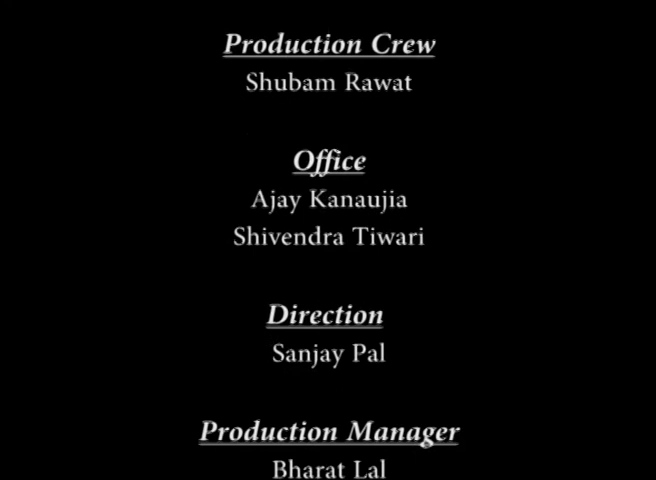 Production Crew
Shubam Rawat
Office
Ajay Kanaujia
Shivendra Tiwari
Direction
Sanjay Pal
Production Manager
Bharat Lal